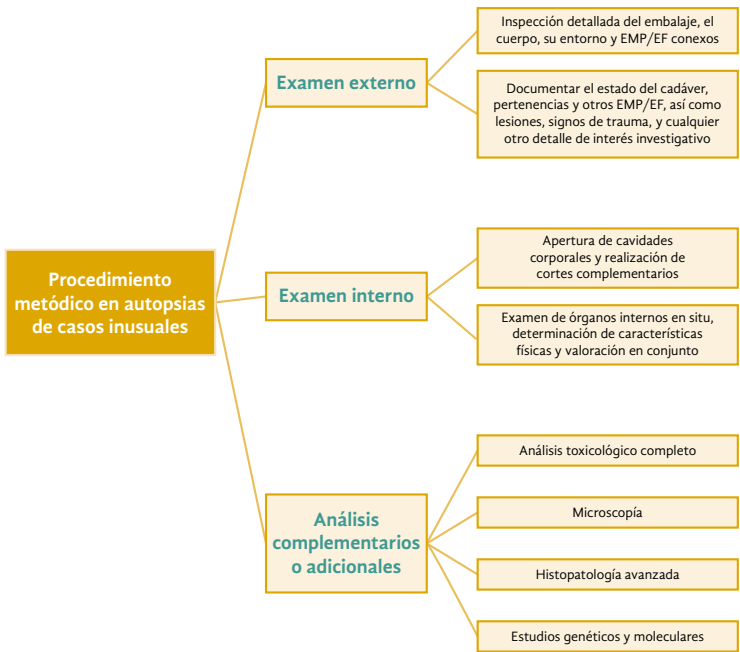 Procedimiento
metódico en autopsias
de casos inusuales
Examen externo
Inspección detallada del embalaje, el
cuerpo, su entorno y EMP/EF conexos
Documentar el estado del cadáver,
pertenencias y otros EMP/EF, así como
lesiones, signos de trauma, y cualquier
otro detalle de interés investigativo
Examen interno
Apertura de cavidades
corporales y realización de
cortes complementarios
Examen de órganos internos en situ,
determinación de características
físicas y valoración en conjunto
Análisis
complementarios
o adicionales
Análisis toxicológico completo
Microscopía
Histopatología avanzada
Estudios genéticos y moleculares